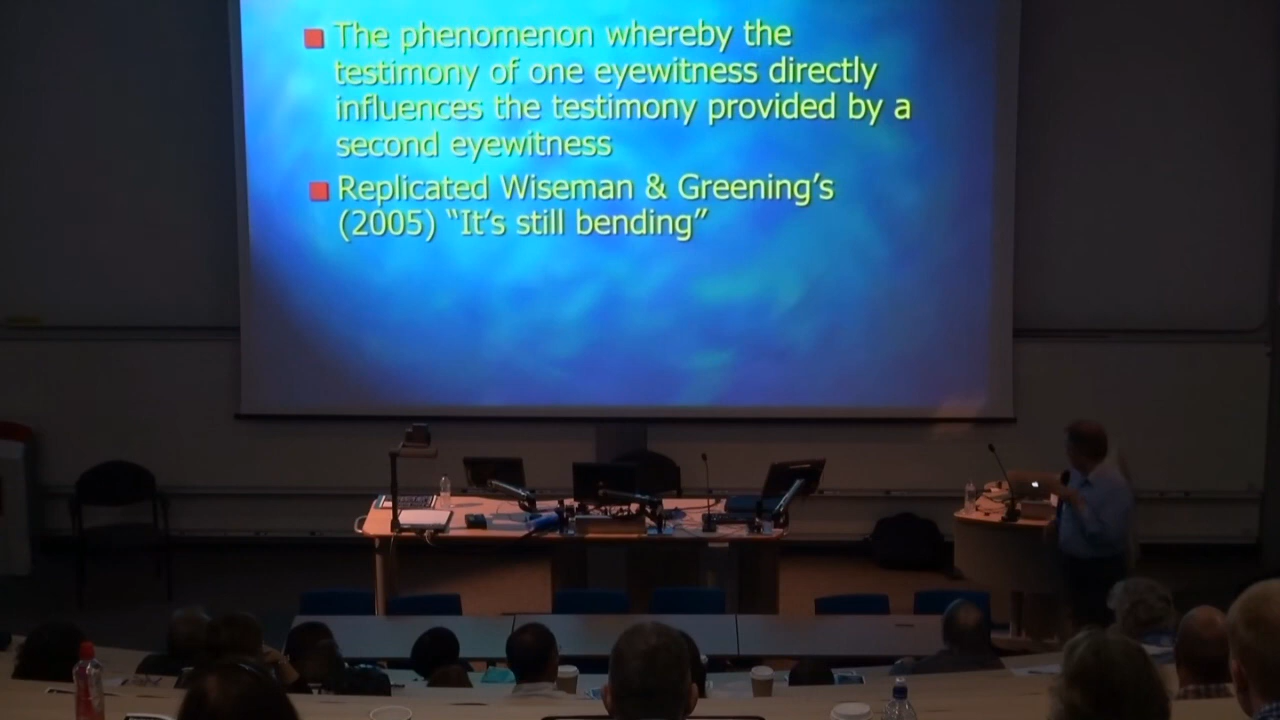 The phenomenon whereby the
testimony of one eyewitness directly
influences the testimony provided by a
second eyewitness
Replicated Wiseman & Greening's
(2005) “It’s still bending”